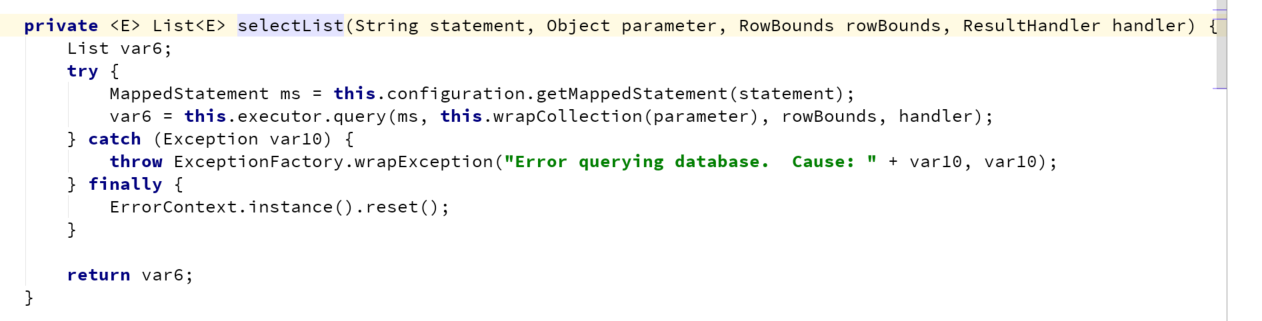 private <E> List<E> selectList(String statement, Object parameter, RowBounds rowBounds, ResultHandler handler) {
    List var6;
    try {
        MappedStatement ms = this.configuration.getMappedStatement(statement);
        var6 = this.executor.query(ms, this.wrapCollection(parameter), rowBounds, handler);
    } catch (Exception var10) {
        throw ExceptionFactory.wrapException("Error querying database.  Cause: " + var10, var10);
    } finally {
        ErrorContext.instance().reset();
    }

    return var6;
}